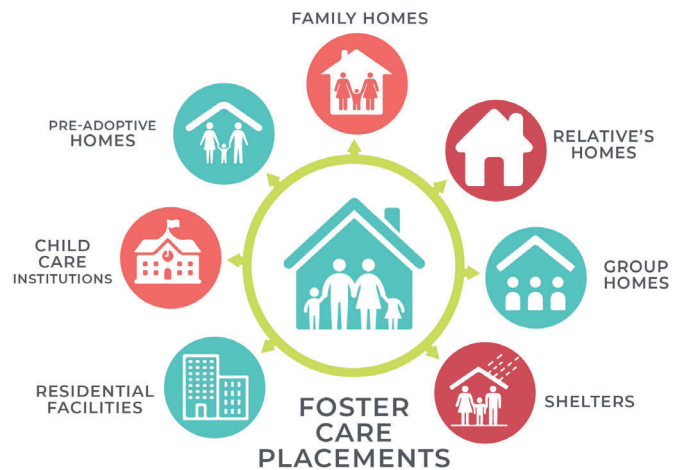 FAMILY HOMES
PRE-ADOPTIVE
HOMES
RELATIVE'S
HOMES
CHILD
CARE
INSTITUTIONS
GROUP
HOMES
RESIDENTIAL
FACILITIES
SHELTERS
FOSTER
CARE
PLACEMENTS